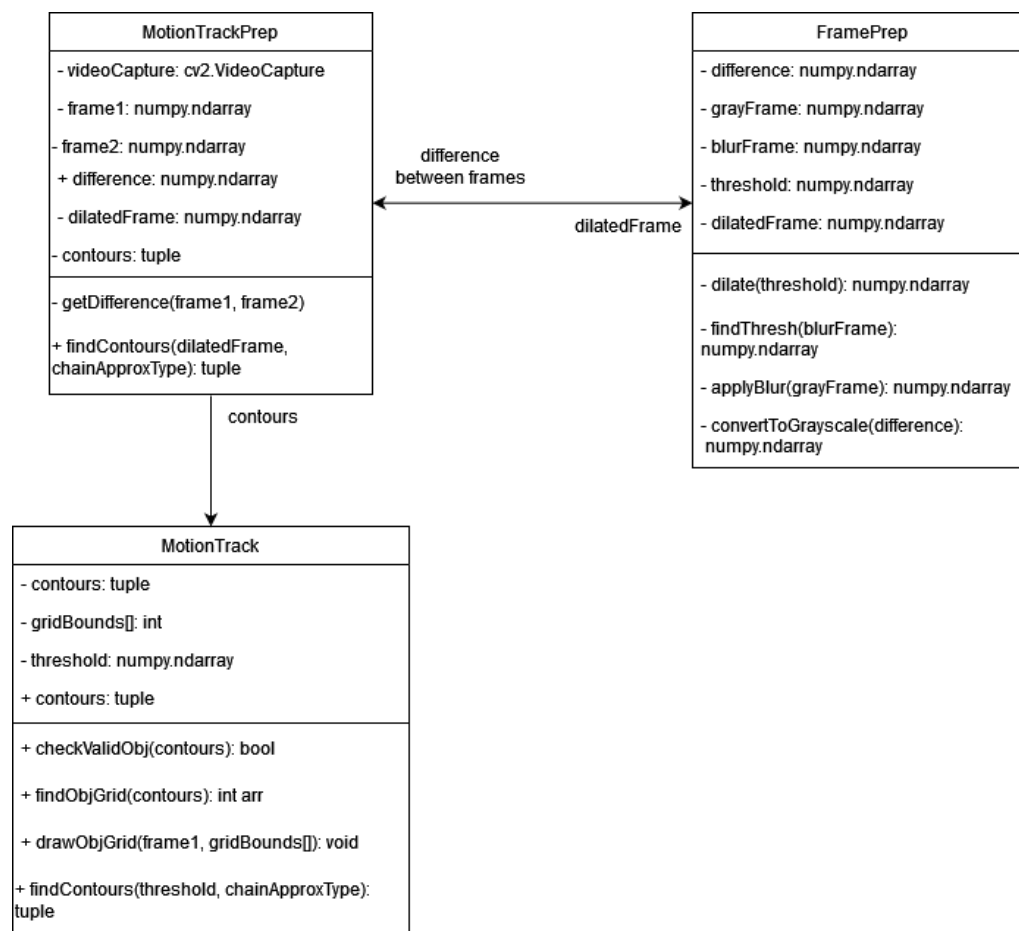 MotionTrackPrep
- videoCapture: cv2.VideoCapture
- frame1: numpy.ndarray
- frame2: numpy.ndarray
+ difference: numpy.ndarray
- dilatedFrame: numpy.ndarray
- contours: tuple
- getDifference(frame1, frame2)
+ findContours(dilatedFrame,
chainApproxType): tuple
difference
between frames
dilatedFrame
FramePrep
- difference: numpy.ndarray
- grayFrame: numpy.ndarray
- blurFrame: numpy.ndarray
- threshold: numpy.ndarray
- dilatedFrame: numpy.ndarray
- dilate(threshold): numpy.ndarray
- findThresh(blurFrame):
numpy.ndarray
- applyBlur(grayFrame): numpy.ndarray
- convertToGrayscale(difference):
numpy.ndarray
contours
MotionTrack
- contours: tuple
- gridBounds[]: int
- threshold: numpy.ndarray
+ contours: tuple
+ checkValidObj(contours): bool
+ findObjGrid(contours): int arr
+ drawObjGrid(frame1, gridBounds[]): void
+ findContours(threshold, chainApproxType):
tuple